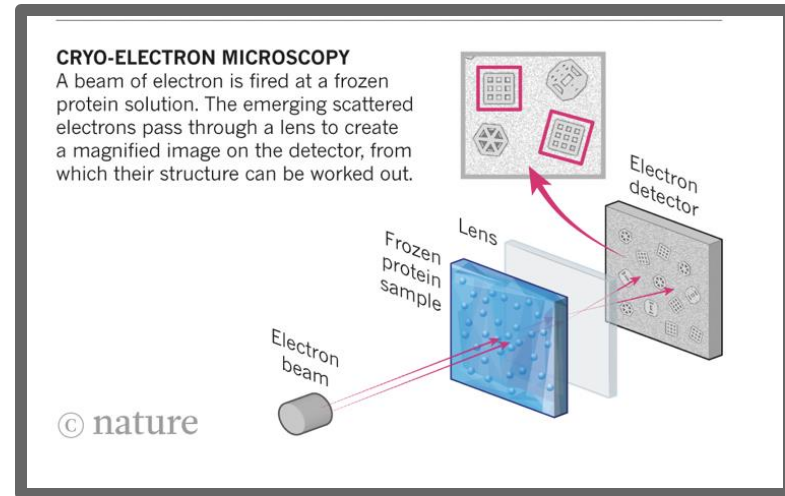 CRYO-ELECTRON MICROSCOPY
A beam of electron is fired at a frozen
protein solution. The emerging scattered
electrons pass through a lens to create
a magnified image on the detector, from
which their structure can be worked out.
Electron
detector
Lens
Frozen
protein
sample
Electron
beam
© nature